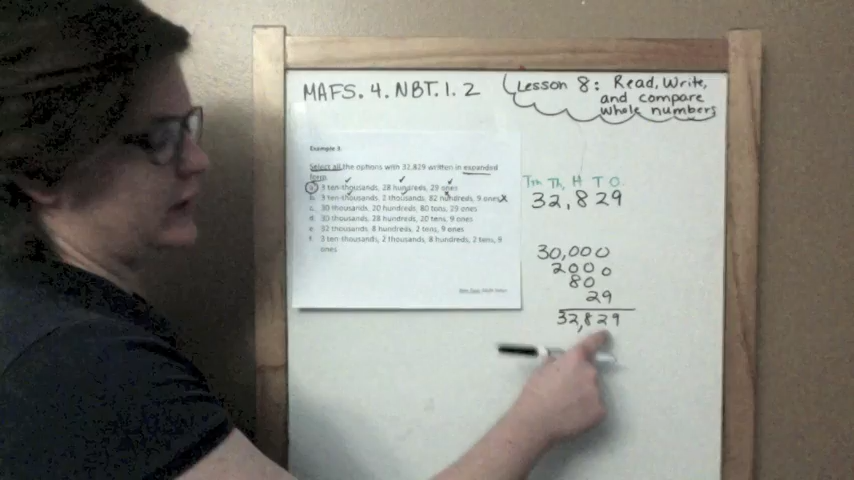 MAFS.4.NBT.1.2
Lesson 8: Read, Write,
and compare
whole numbers
Example 3:
Select all the options with 32,829 written in expanded
form.
a. 3 ten-thousands, 28 hundreds, 29 ones
b. 3 ten-thousands, 2 thousands, 82 hundreds, 9 ones X
c. 30 thousands, 20 hundreds, 80 tens, 29 ones
d. 30 thousands, 28 hundreds, 20 tens, 9 ones
e. 32 thousands, 8 hundreds, 2 tens, 9 ones
f. 3 ten-thousands, 2 thousands, 8 hundreds, 2 tens, 9
ones
Th. H T O.
32,829
30,000
2000
80
29
32,829